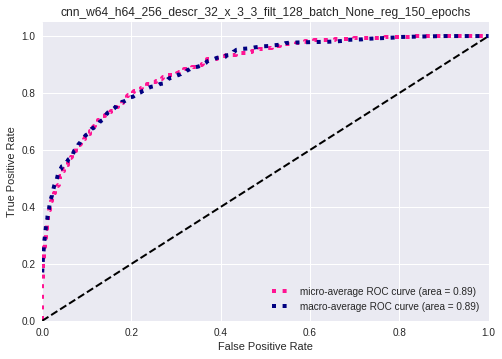 cnn_w64_h64_256_descr_32_x_3_3_filt_128_batch_None_reg_150_epochs
1.0
0.8
0.6
0.4
0.2
0.0
True Positive Rate
micro-average ROC curve (area = 0.89)
macro-average ROC curve (area = 0.89)
0.0 0.2 0.4 0.6 0.8 1.0
False Positive Rate